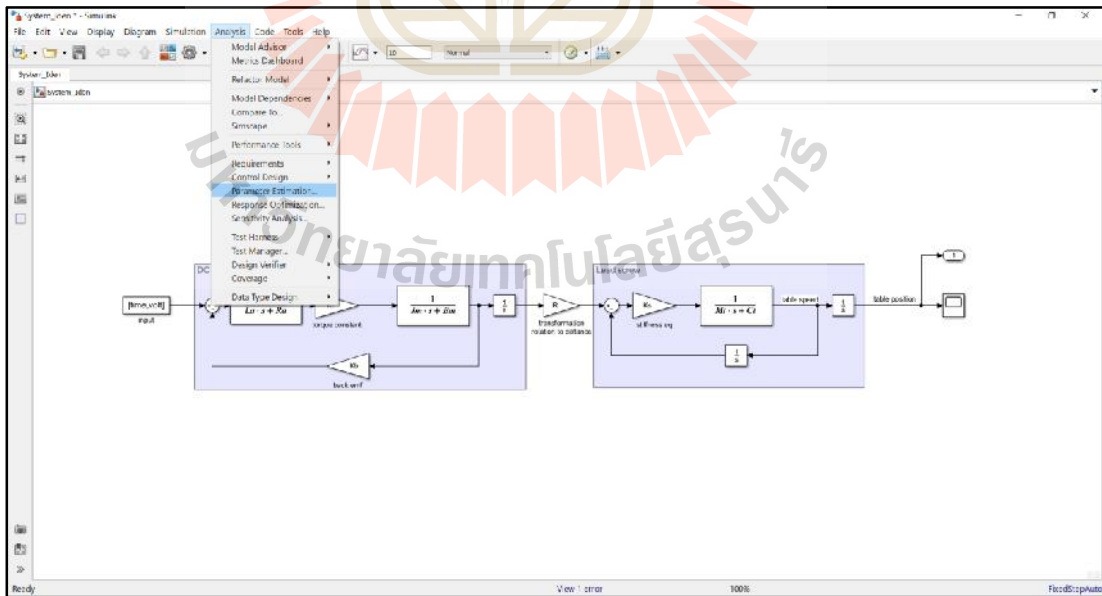 System_iden * - Simulink
File Edit View Display Diagram Simulation Analysis Code Tools Help
10
Normal
System_iden
system_iden
Model Advisor
Metrics Dashboard
Refactor Model
Model Dependencies
Compare To...
Simscape
Performance Tools
Requirements
Control Design
Parameter Estimation...
Response Optimization...
Sensitivity Analysis...
Test Harness
Test Manager...
Design Verifier
Coverage
Data Type Design
มหาวิทยาลัยเทคโนโลยีสุรนารี
DC
[time,volt]
input
La · s + Ra
torque constant
1
Jm · s + Bm
1
s
Kb
back emf
R
transformation
rotation to distance
Lead screw
Ks
stiffness eq
1
Mt · s + Ct
table speed
1
s
1
s
table position
1
Ready
View 1 error
100%
FixedStepAuto